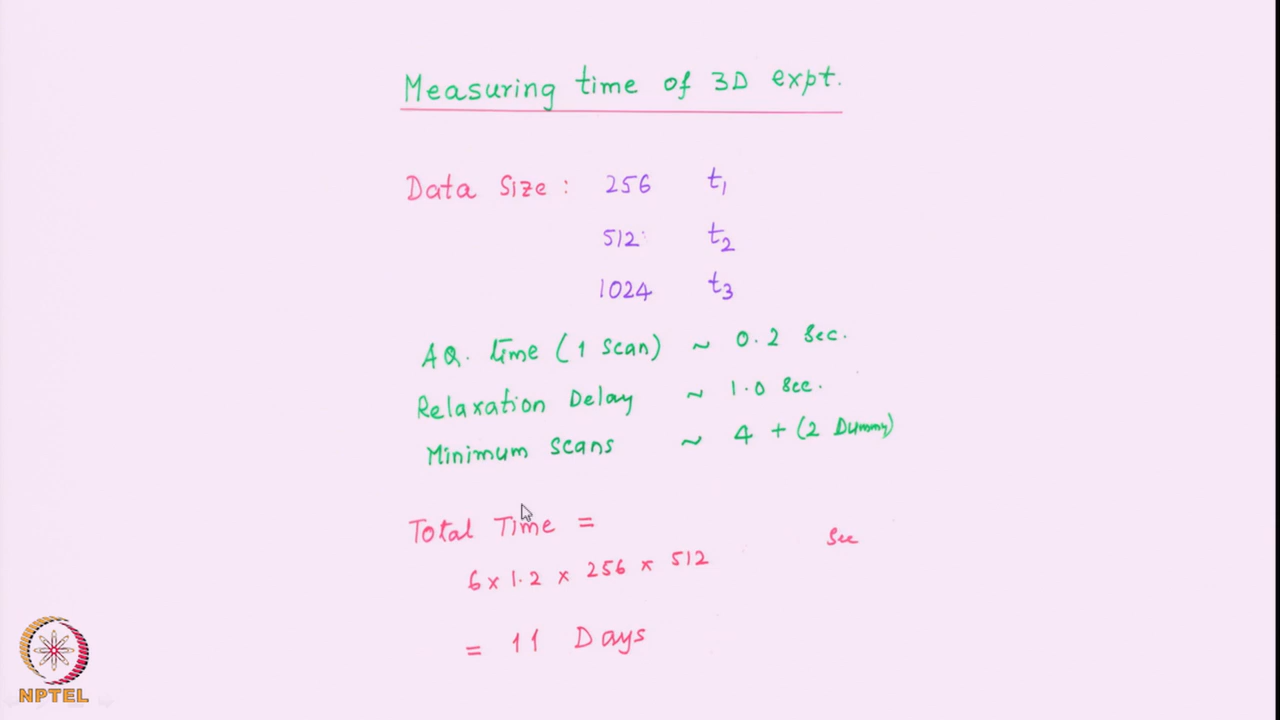 Measuring time of 3D expt.
Data Size : 256 t1
512 t2
1024 t3
AQ. Time (1 Scan) ~ 0.2 Sec.
Relaxation Delay ~ 1.0 Sec.
Minimum Scans ~ 4 + (2 Dummy)
Total Time =
6 x 1.2 x 256 x 512 Sec
= 11 Days
NPTEL